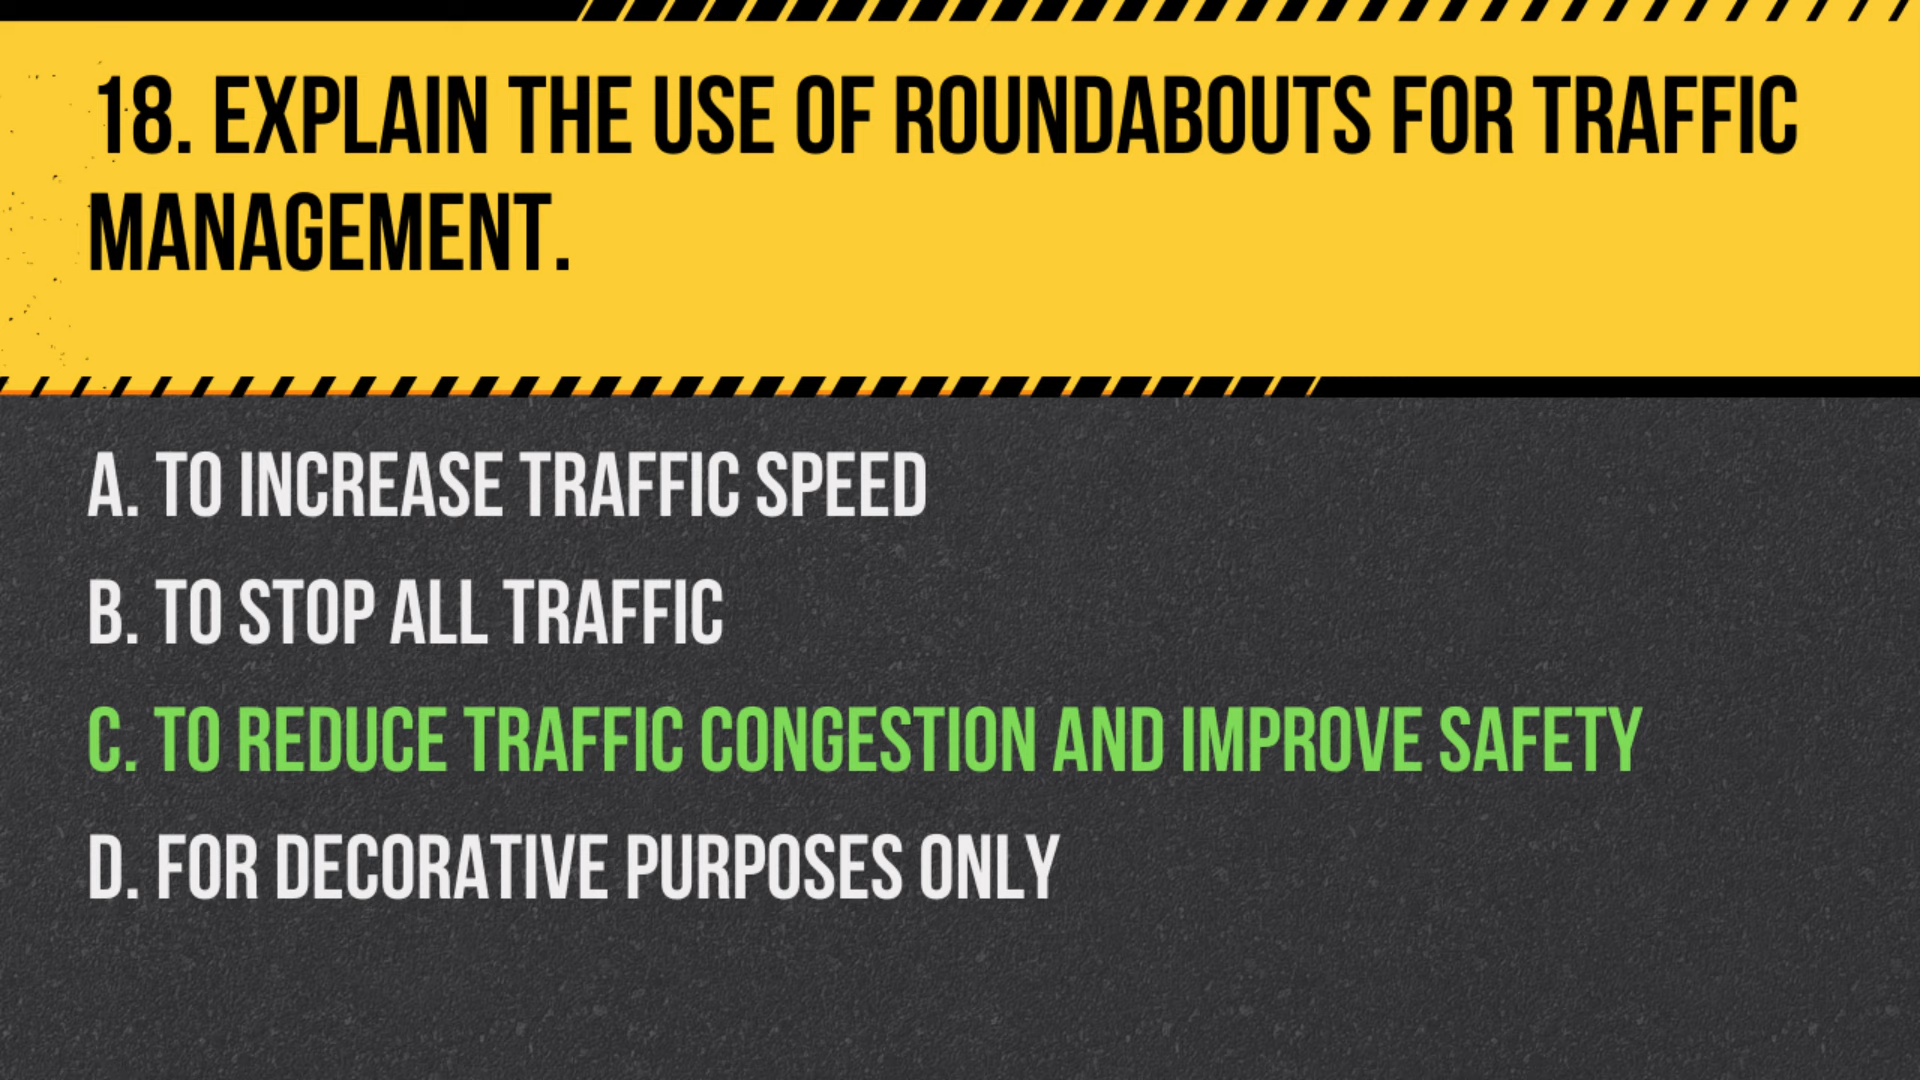 18. EXPLAIN THE USE OF ROUNDABOUTS FOR TRAFFIC
MANAGEMENT.
A. TO INCREASE TRAFFIC SPEED
B. TO STOP ALL TRAFFIC
C. TO REDUCE TRAFFIC CONGESTION AND IMPROVE SAFETY
D. FOR DECORATIVE PURPOSES ONLY